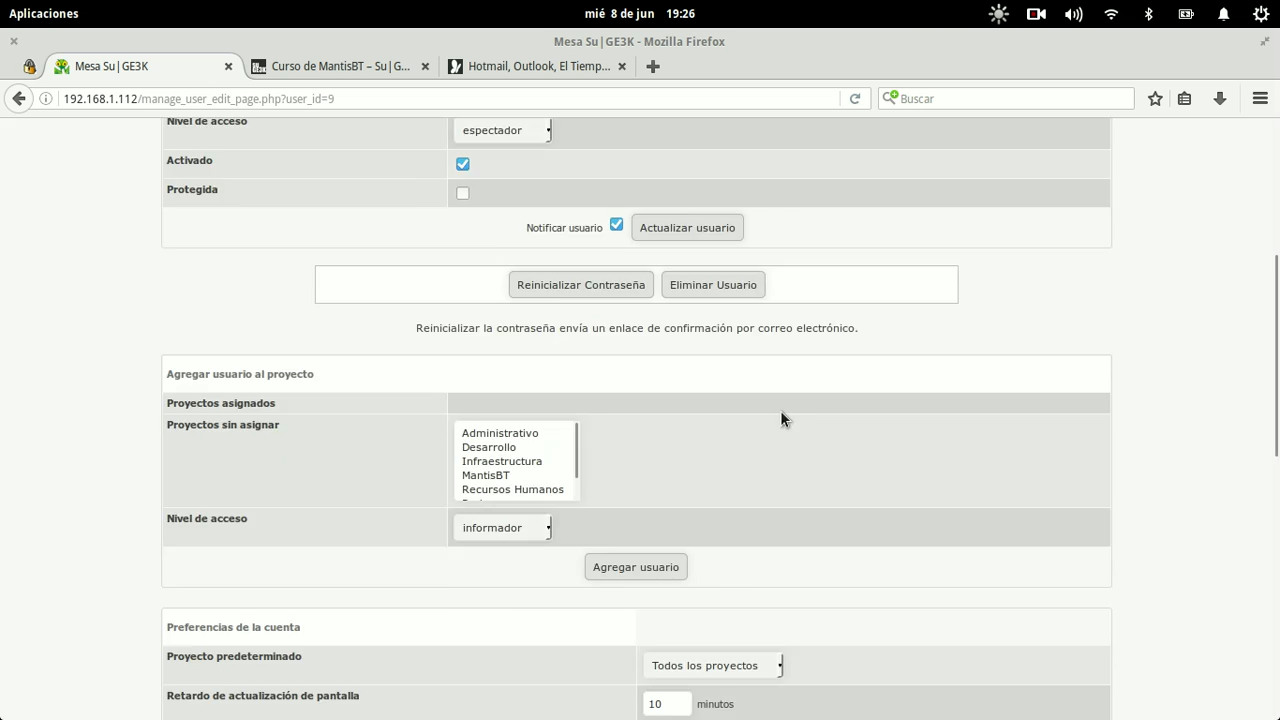 Aplicaciones
mié 8 de jun 19:26
Mesa Su|GE3K - Mozilla Firefox
Mesa Su|GE3K
Curso de MantisBT – Su|G...
Hotmail, Outlook, El Tiemp...
192.168.1.112/manage_user_edit_page.php?user_id=9
Buscar
Nivel de acceso
espectador
Activado
Protegida
Notificar usuario
Actualizar usuario
Reinicializar Contraseña
Eliminar Usuario
Reinicializar la contraseña envía un enlace de confirmación por correo electrónico.
Agregar usuario al proyecto
Proyectos asignados
Proyectos sin asignar
Administrativo
Desarrollo
Infraestructura
MantisBT
Recursos Humanos
Nivel de acceso
informador
Agregar usuario
Preferencias de la cuenta
Proyecto predeterminado
Todos los proyectos
Retardo de actualización de pantalla
10 minutos